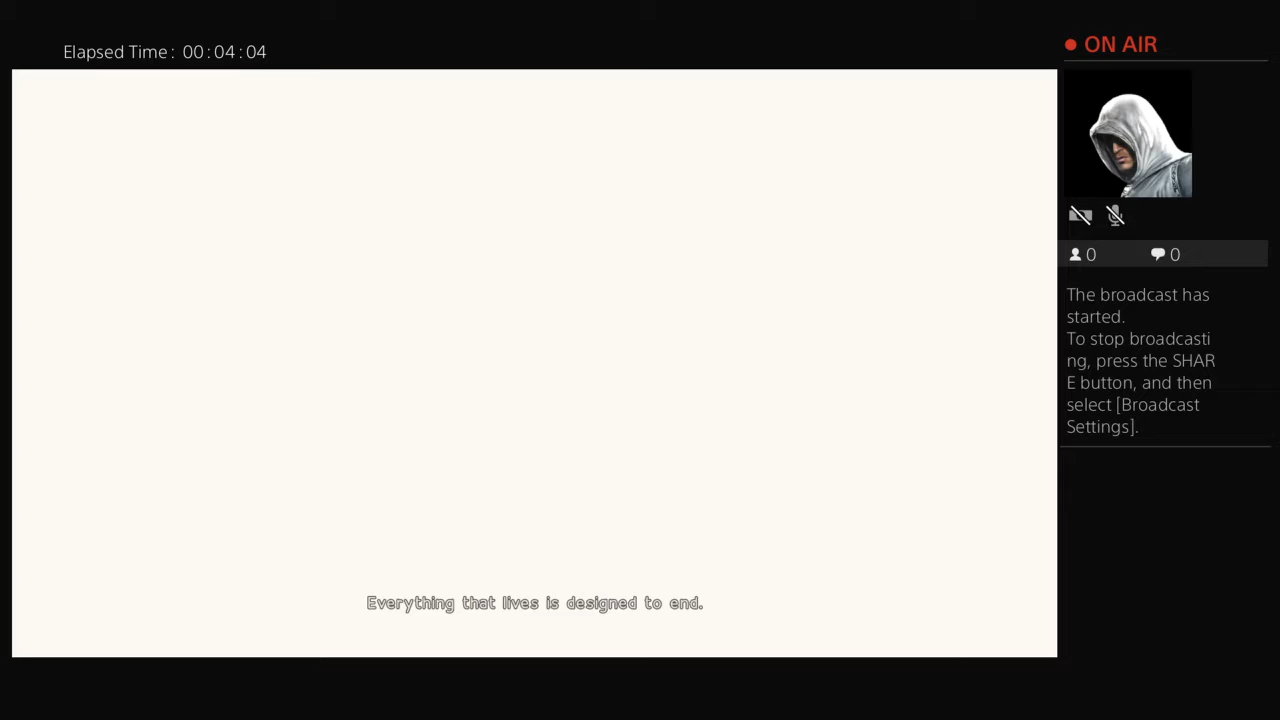 Elapsed Time: 00:04:04
ON AIR
0 0
The broadcast has
started.
To stop broadcasti
ng, press the SHAR
E button, and then
select [Broadcast
Settings].
Everything that lives is designed to end.